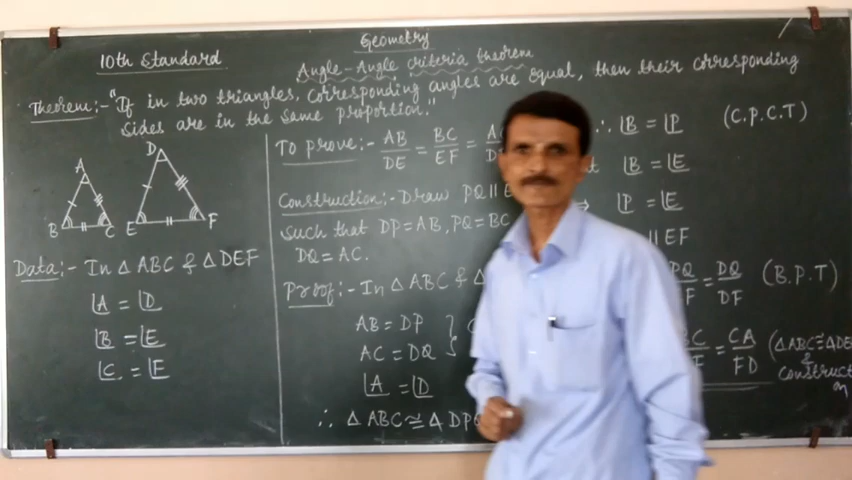 Geometry
10th Standard
Angle-Angle criteria theorem
Theorem:- "If in two triangles, corresponding angles are equal, then their corresponding
sides are in the same proportion."
A
B C
D
E F
Data:- In △ ABC & △ DEF
∠A = ∠D
∠B = ∠E
∠C = ∠E
To prove:- AB/DE = BC/EF =
Construction:- Draw PQ ∥ E
such that DP = AB, PQ = BC
DQ = AC.
Proof:- In △ ABC & △
AB = DP
AC = DQ
∠A = ∠D
∴ △ ABC ≅ △ DPQ
∴ ∠B = ∠P (C.P.C.T)
∠B = ∠E
⇒ ∠P = ∠E
∥ EF
PQ/ F = DQ/DF (B.P.T)
BC = CA/FD (△ABC ≅ △DE
&
construct
on